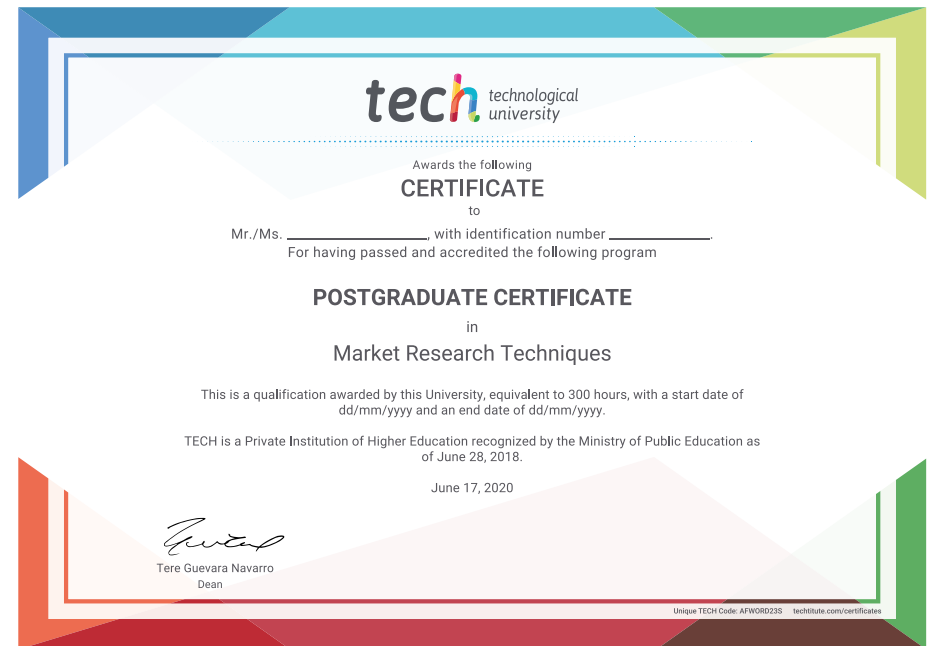 tech technological
university
Awards the following
CERTIFICATE
to
Mr./Ms. ____________________, with identification number ______________.
For having passed and accredited the following program
POSTGRADUATE CERTIFICATE
in
Market Research Techniques
This is a qualification awarded by this University, equivalent to 300 hours, with a start date of
dd/mm/yyyy and an end date of dd/mm/yyyy.
TECH is a Private Institution of Higher Education recognized by the Ministry of Public Education as
of June 28, 2018.
June 17, 2020
Tere Guevara Navarro
Dean
Unique TECH Code: AFWORD23S techtitute.com/certificates